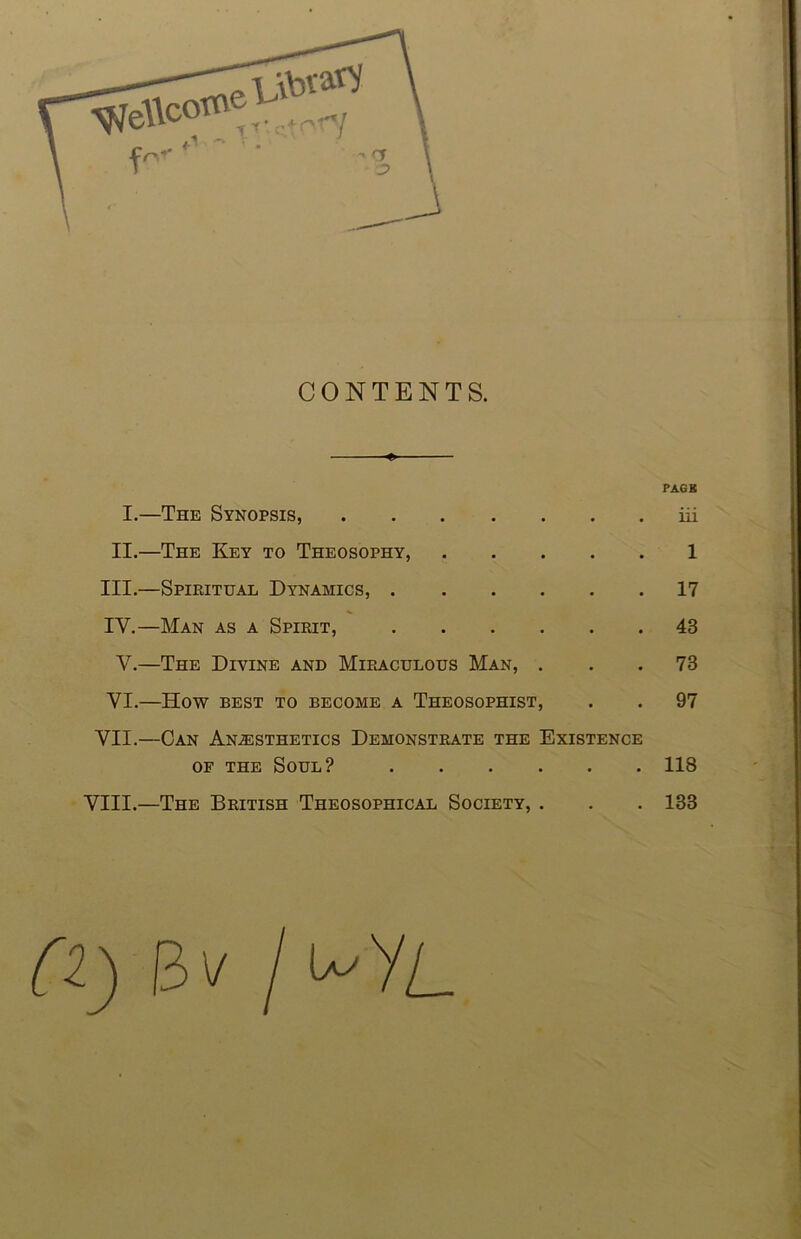 Wellcome Library
for
CONTENTS.
PAGE
I.—THE SYNOPSIS, . . . . . . . iii
II.—THE KEY TO THEOSOPHY, . . . . . 1
III.—SPIRITUAL DYNAMICS, . . . . . . 17
IV.—MAN AS A SPIRIT, . . . . . . 43
V.—THE DIVINE AND MIRACULOUS MAN, . . . 73
VI.—HOW BEST TO BECOME A THEOSOPHIST, . . 97
VII.—CAN ANÆSTHETICS DEMONSTRATE THE EXISTENCE
OF THE SOUL? . . . . . . 118
VIII.—THE BRITISH THEOSOPHICAL SOCIETY, . . . 133
(2) BV / WYL